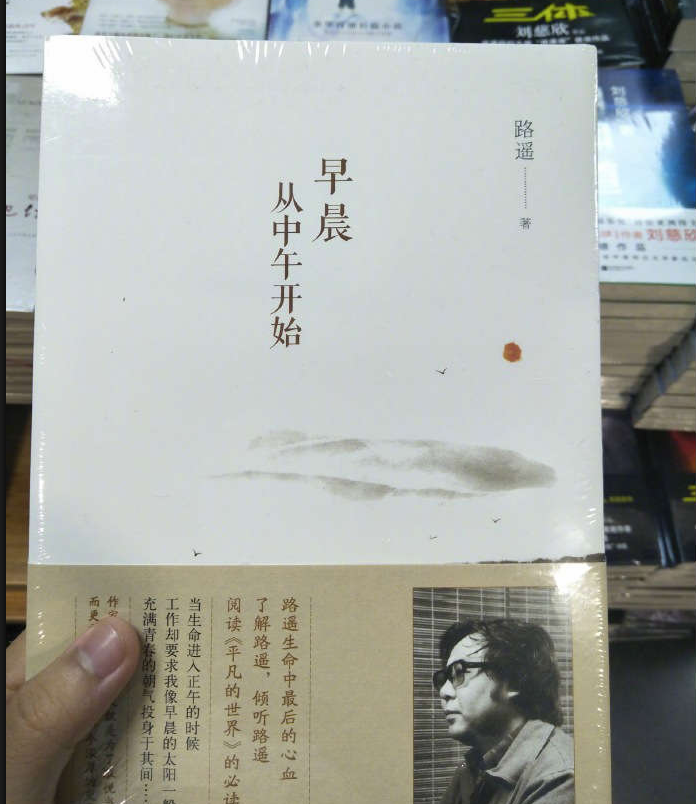 三体
刘慈欣
路遥
著
早晨
从中午开始
刘慈欣
作品
路遥生命中最后的心血
了解路遥，倾听路遥
阅读《平凡的世界》的必读
当生命进入正午的时候
工作却要求我像早晨的太阳一般
充满青春的朝气投身于其间……